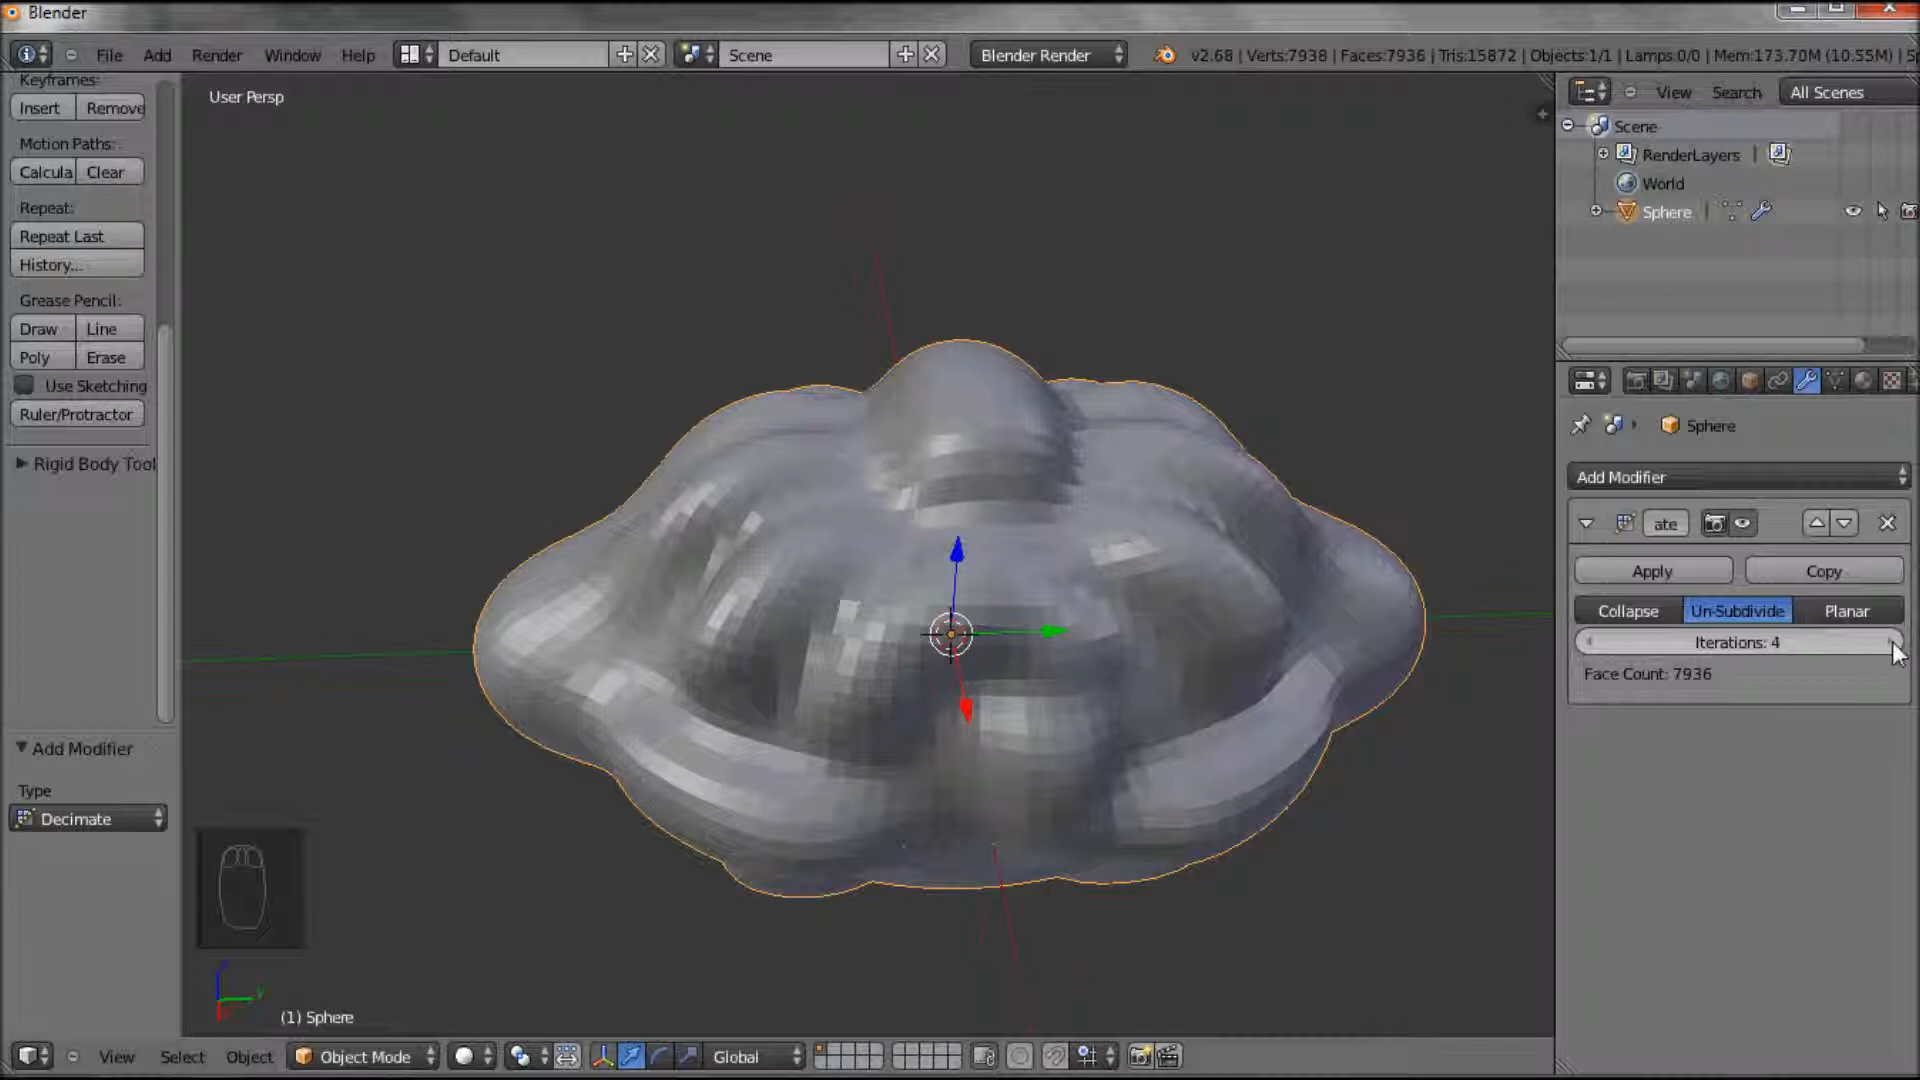 Blender
File Add Render Window Help Default Scene Blender Render v2.68 | Verts:7938 | Faces:7936 | Tris:15872 | Objects:1/1 | Lamps:0/0 | Mem:173.70M (10.55M) |
Keyframes:
Insert Remove
Motion Paths:
Calcula Clear
Repeat:
Repeat Last
History...
Grease Pencil:
Draw Line
Poly Erase
Use Sketching
Ruler/Protractor
Rigid Body Tool
Add Modifier
Type
Decimate
User Persp
(1) Sphere
View Search All Scenes
Scene
RenderLayers |
World
Sphere |
Sphere
Add Modifier
ate
Apply Copy
Collapse Un-Subdivide Planar
Iterations: 4
Face Count: 7936
View Select Object Object Mode Global